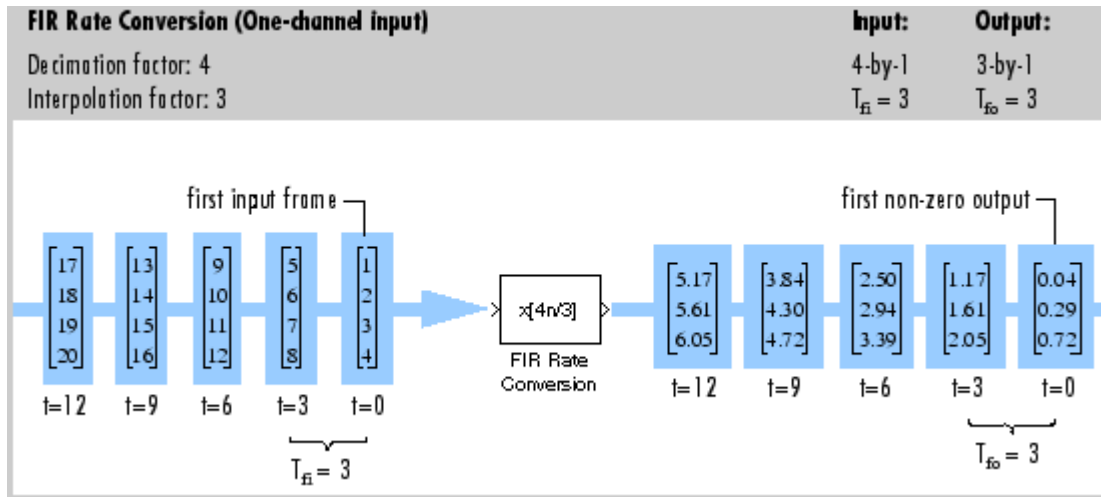 FIR Rate Conversion (One-channel input) Input: Output:
Decimation factor: 4 4-by-1 3-by-1
Interpolation factor: 3 Tfi = 3 Tfo = 3
first input frame first non-zero output
17 13 9 5 1 5.17 3.84 2.50 1.17 0.04
18 14 10 6 2 x[4n/3] 5.61 4.30 2.94 1.61 0.29
19 15 11 7 3 6.05 4.72 3.39 2.05 0.72
20 16 12 8 4
FIR Rate
Conversion
t=12 t=9 t=6 t=3 t=0 t=12 t=9 t=6 t=3 t=0
Tfi = 3 Tfo = 3